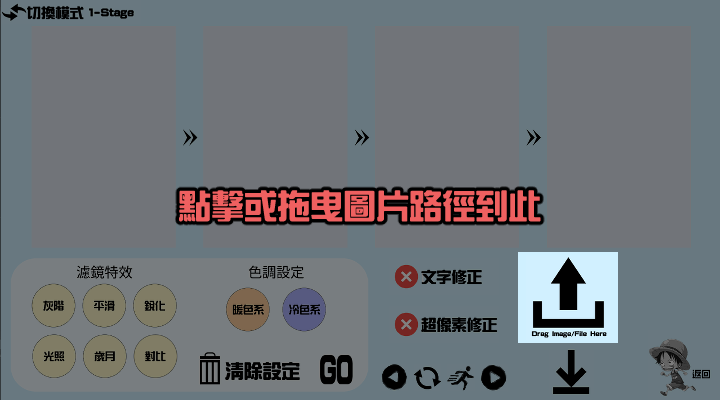 切換模式 1-Stage
點擊或拖曳圖片路徑到此
濾鏡特效
色調設定
灰階
平滑
銳化
暖色系
冷色系
文字修正
Drag Image/File Here
超像素修正
光照
歲月
對比
清除設定
GO
返回